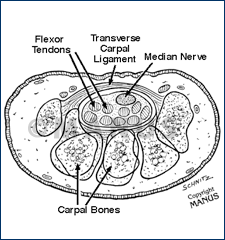 Flexor
Tendons
Transverse
Carpal
Ligament
Median Nerve
Carpal Bones
SCHNITZ
Copyright
MANUS